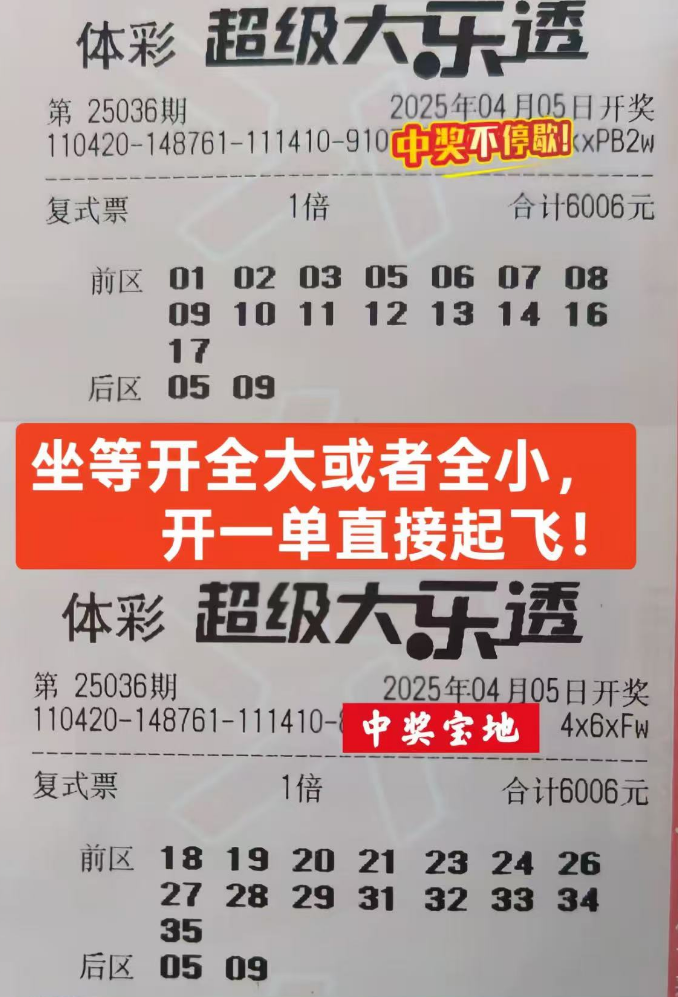 体彩 超级大乐透
第 25036期 2025年04月05日开奖
110420-148761-111410-910 中奖不停歇! xPB2w
复式票 1倍 合计6006元
前区 01 02 03 05 06 07 08
09 10 11 12 13 14 16
17
后区 05 09
坐等开全大或者全小，
开一单直接起飞！
体彩 超级大乐透
第 25036期 2025年04月05日开奖
110420-148761-111410- 中奖宝地 4x6xFw
复式票 1倍 合计6006元
前区 18 19 20 21 23 24 26
27 28 29 31 32 33 34
35
后区 05 09